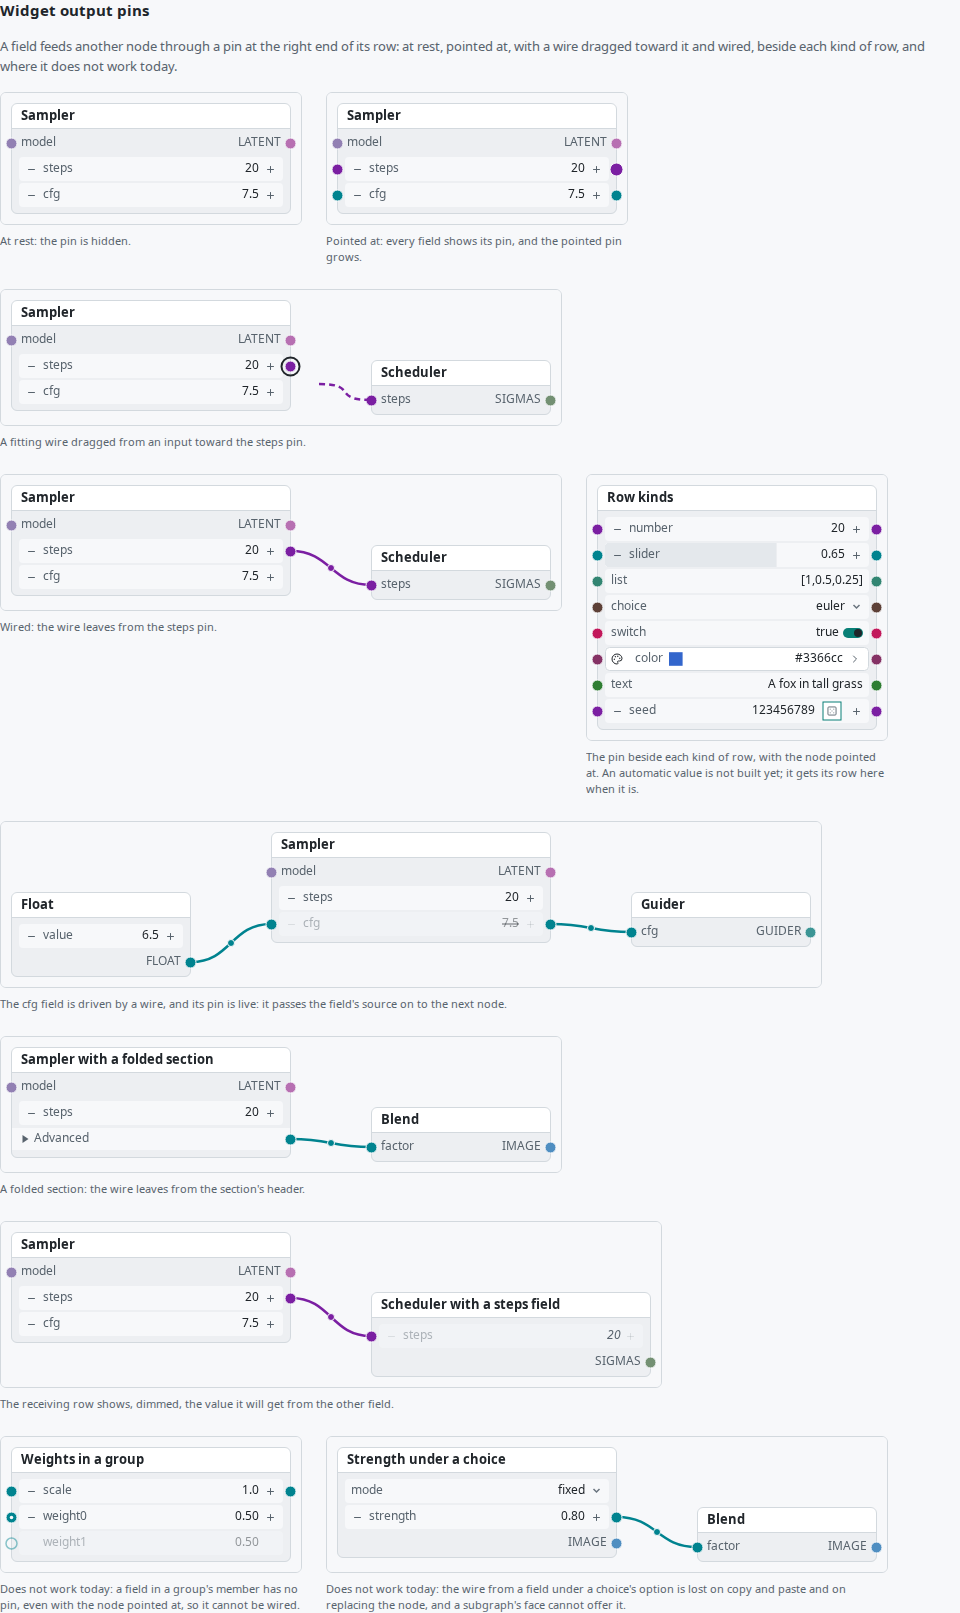 Widget output pins
A field feeds another node through a pin at the right end of its row: at rest, pointed at, with a wire dragged toward it and wired, beside each kind of row, and
where it does not work today.
Sampler
model LATENT
– steps 20 +
– cfg 7.5 +
At rest: the pin is hidden.
Sampler
model LATENT
– steps 20 +
– cfg 7.5 +
Pointed at: every field shows its pin, and the pointed pin
grows.
Sampler
model LATENT
– steps 20 +
– cfg 7.5 +
Scheduler
steps SIGMAS
A fitting wire dragged from an input toward the steps pin.
Sampler
model LATENT
– steps 20 +
– cfg 7.5 +
Scheduler
steps SIGMAS
Wired: the wire leaves from the steps pin.
Row kinds
– number 20 +
– slider 0.65 +
list [1,0.5,0.25]
choice euler
switch true
color #3366cc
text A fox in tall grass
– seed 123456789 +
The pin beside each kind of row, with the node pointed
at. An automatic value is not built yet; it gets its row here
when it is.
Float
– value 6.5 +
FLOAT
Sampler
model LATENT
– steps 20 +
– cfg 7.5 +
Guider
cfg GUIDER
The cfg field is driven by a wire, and its pin is live: it passes the field's source on to the next node.
Sampler with a folded section
model LATENT
– steps 20 +
Advanced
Blend
factor IMAGE
A folded section: the wire leaves from the section's header.
Sampler
model LATENT
– steps 20 +
– cfg 7.5 +
Scheduler with a steps field
– steps 20 +
SIGMAS
The receiving row shows, dimmed, the value it will get from the other field.
Weights in a group
– scale 1.0 +
– weight0 0.50 +
weight1 0.50
Does not work today: a field in a group's member has no
pin, even with the node pointed at, so it cannot be wired.
Strength under a choice
mode fixed
– strength 0.80 +
IMAGE
Blend
factor IMAGE
Does not work today: the wire from a field under a choice's option is lost on copy and paste and on
replacing the node, and a subgraph's face cannot offer it.